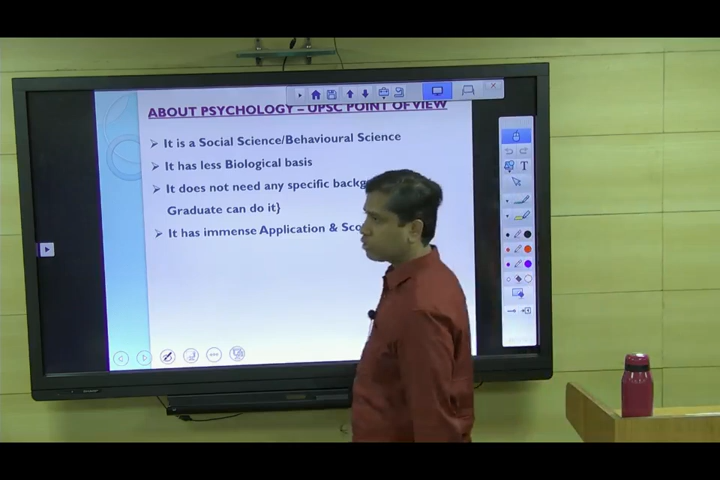 ABOUT PSYCHOLOGY – UPSC POINT OF VIEW
➢ It is a Social Science/Behavioural Science
➢ It has less Biological basis
➢ It does not need any specific backg
Graduate can do it}
➢ It has immense Application & Sco
T